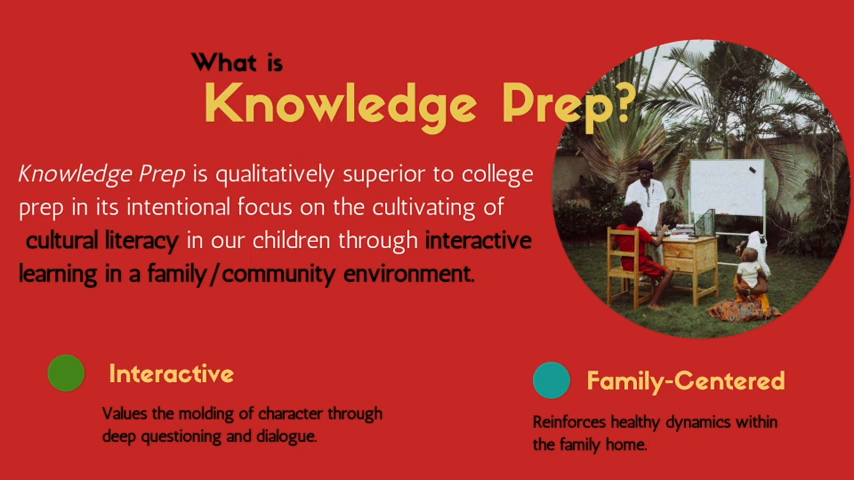 What is
Knowledge Prep?
Knowledge Prep is qualitatively superior to college
prep in its intentional focus on the cultivating of
cultural literacy in our children through interactive
learning in a family/community environment.
Interactive
Values the molding of character through
deep questioning and dialogue.
Family-Centered
Reinforces healthy dynamics within
the family home.